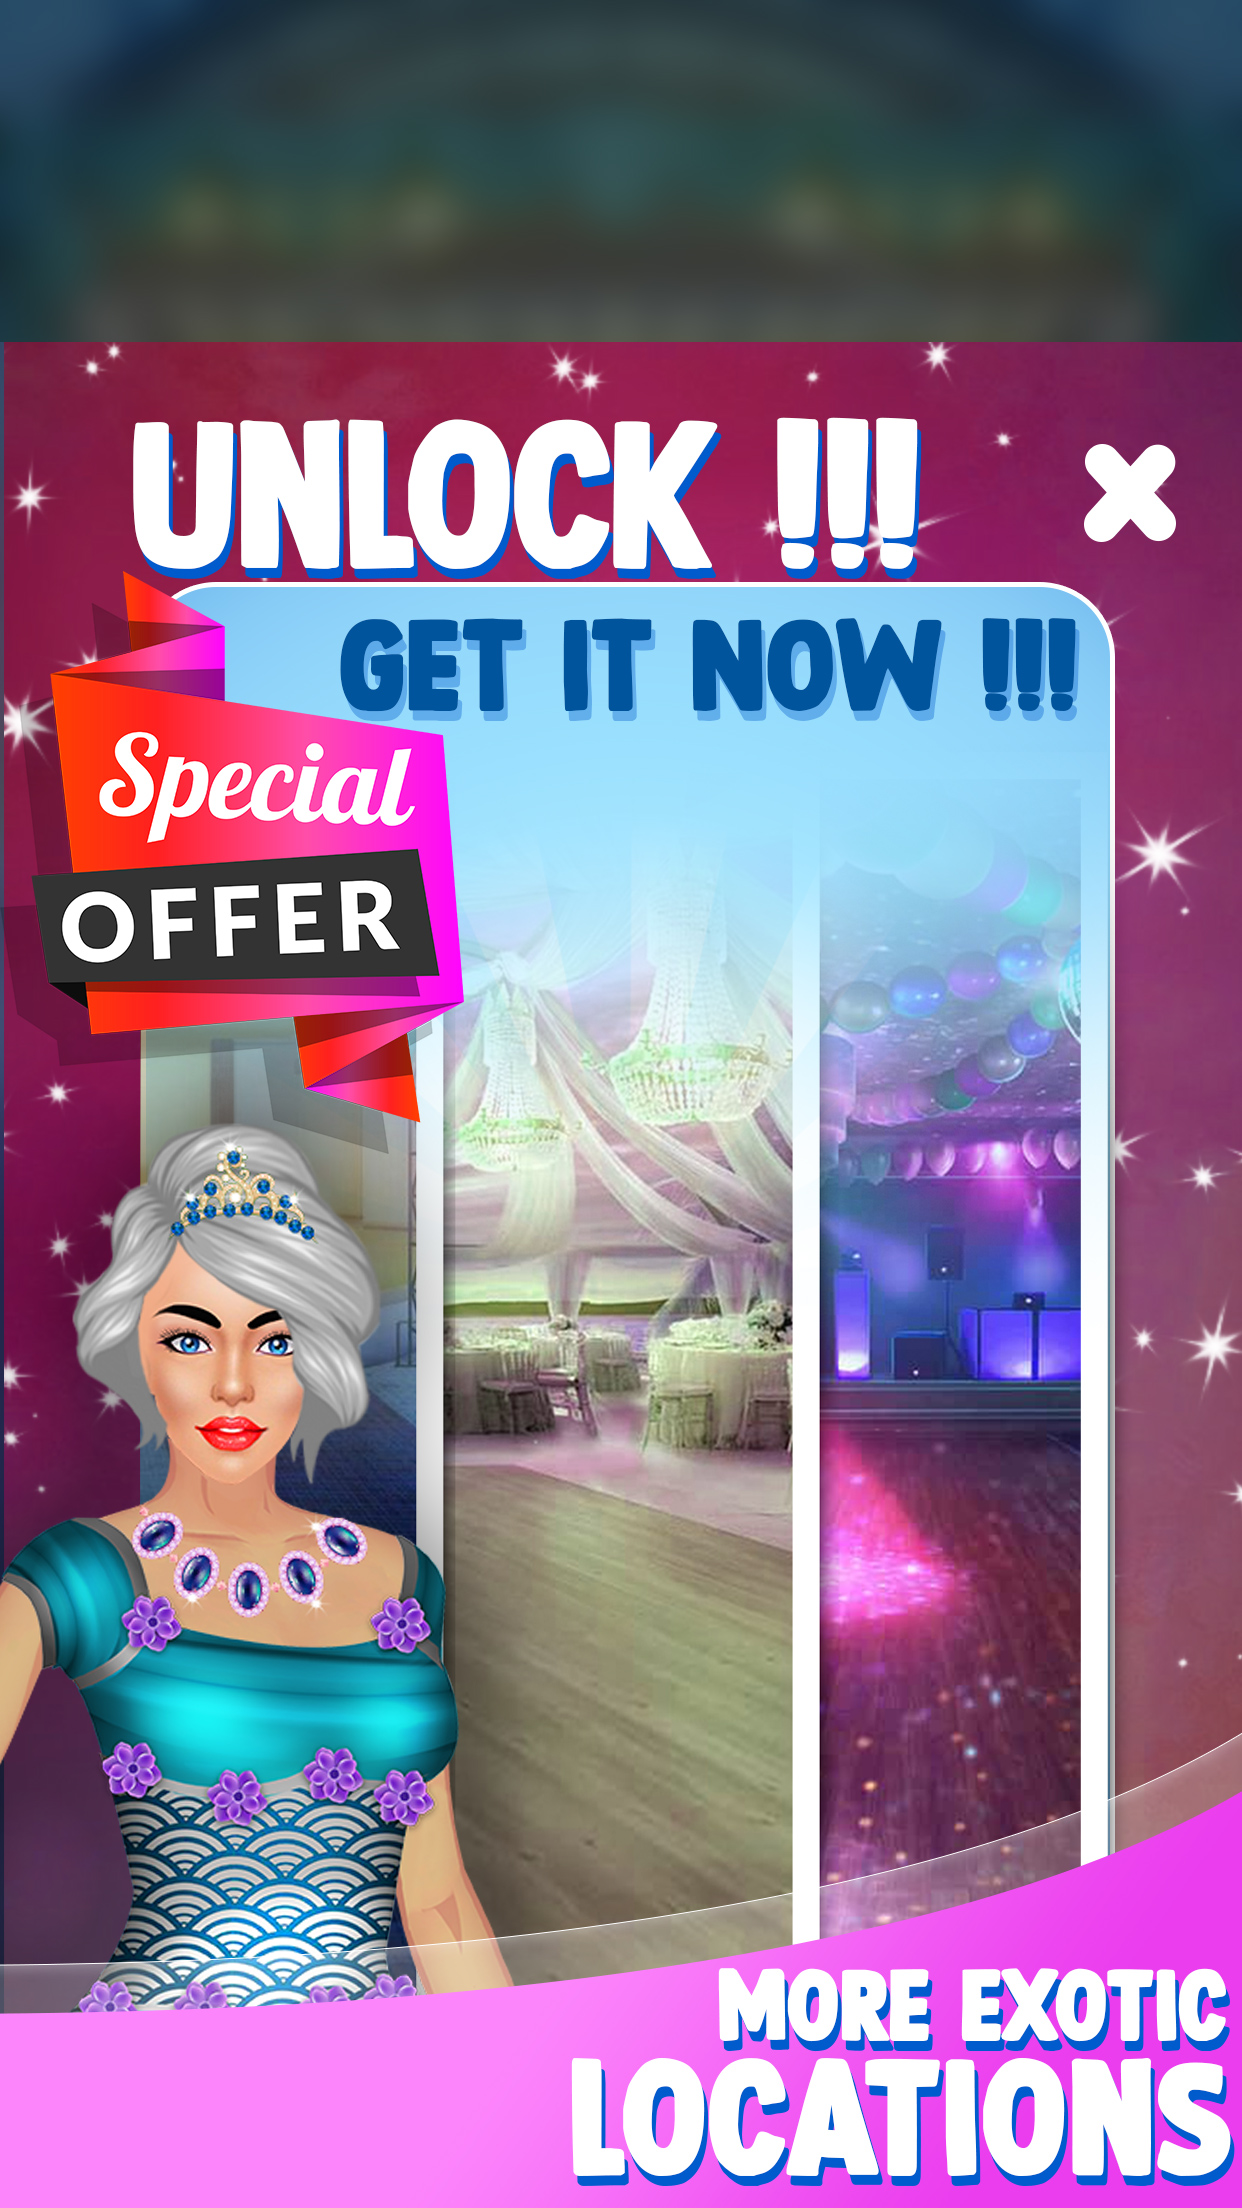 UNLOCK !!!
GET IT NOW !!!
Special
OFFER
MORE EXOTIC
LOCATIONS